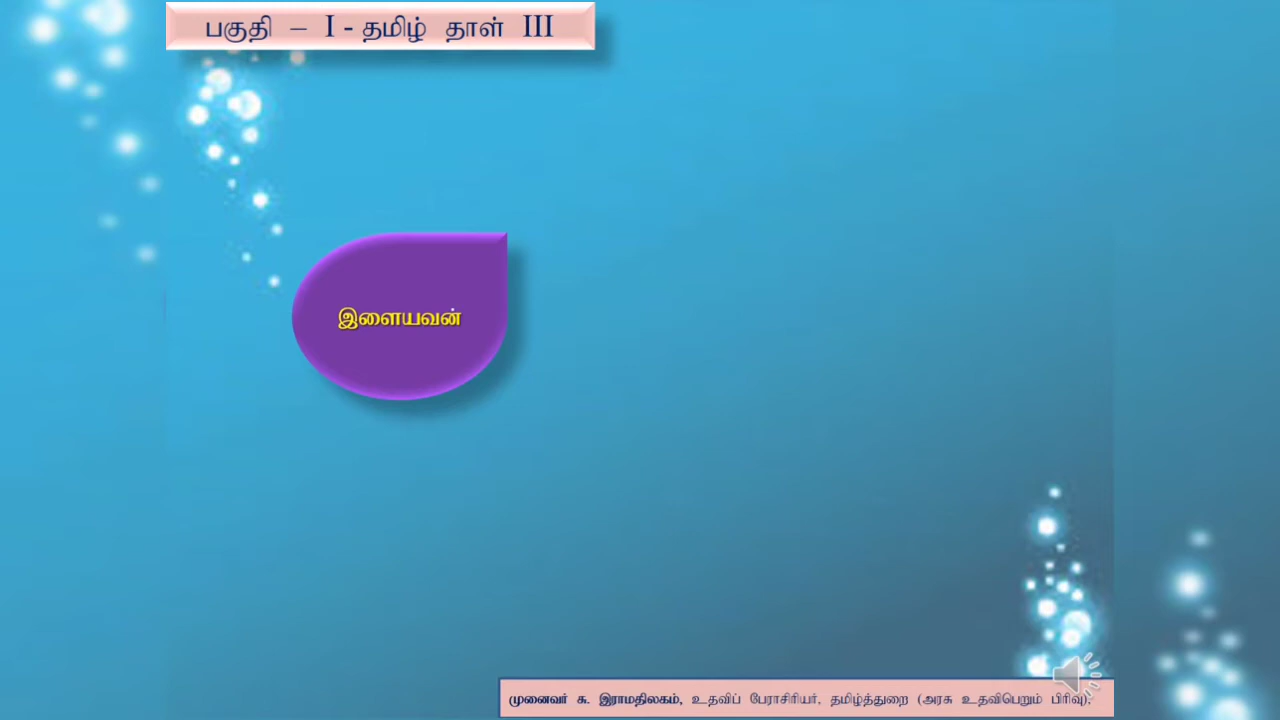 பகுதி – I - தமிழ் தாள் III
இளையவன்
முனைவர் சு. இராமதிலகம், உதவிப் பேராசிரியர், தமிழ்த்துறை (அரசு உதவிபெறும் பிரிவு),